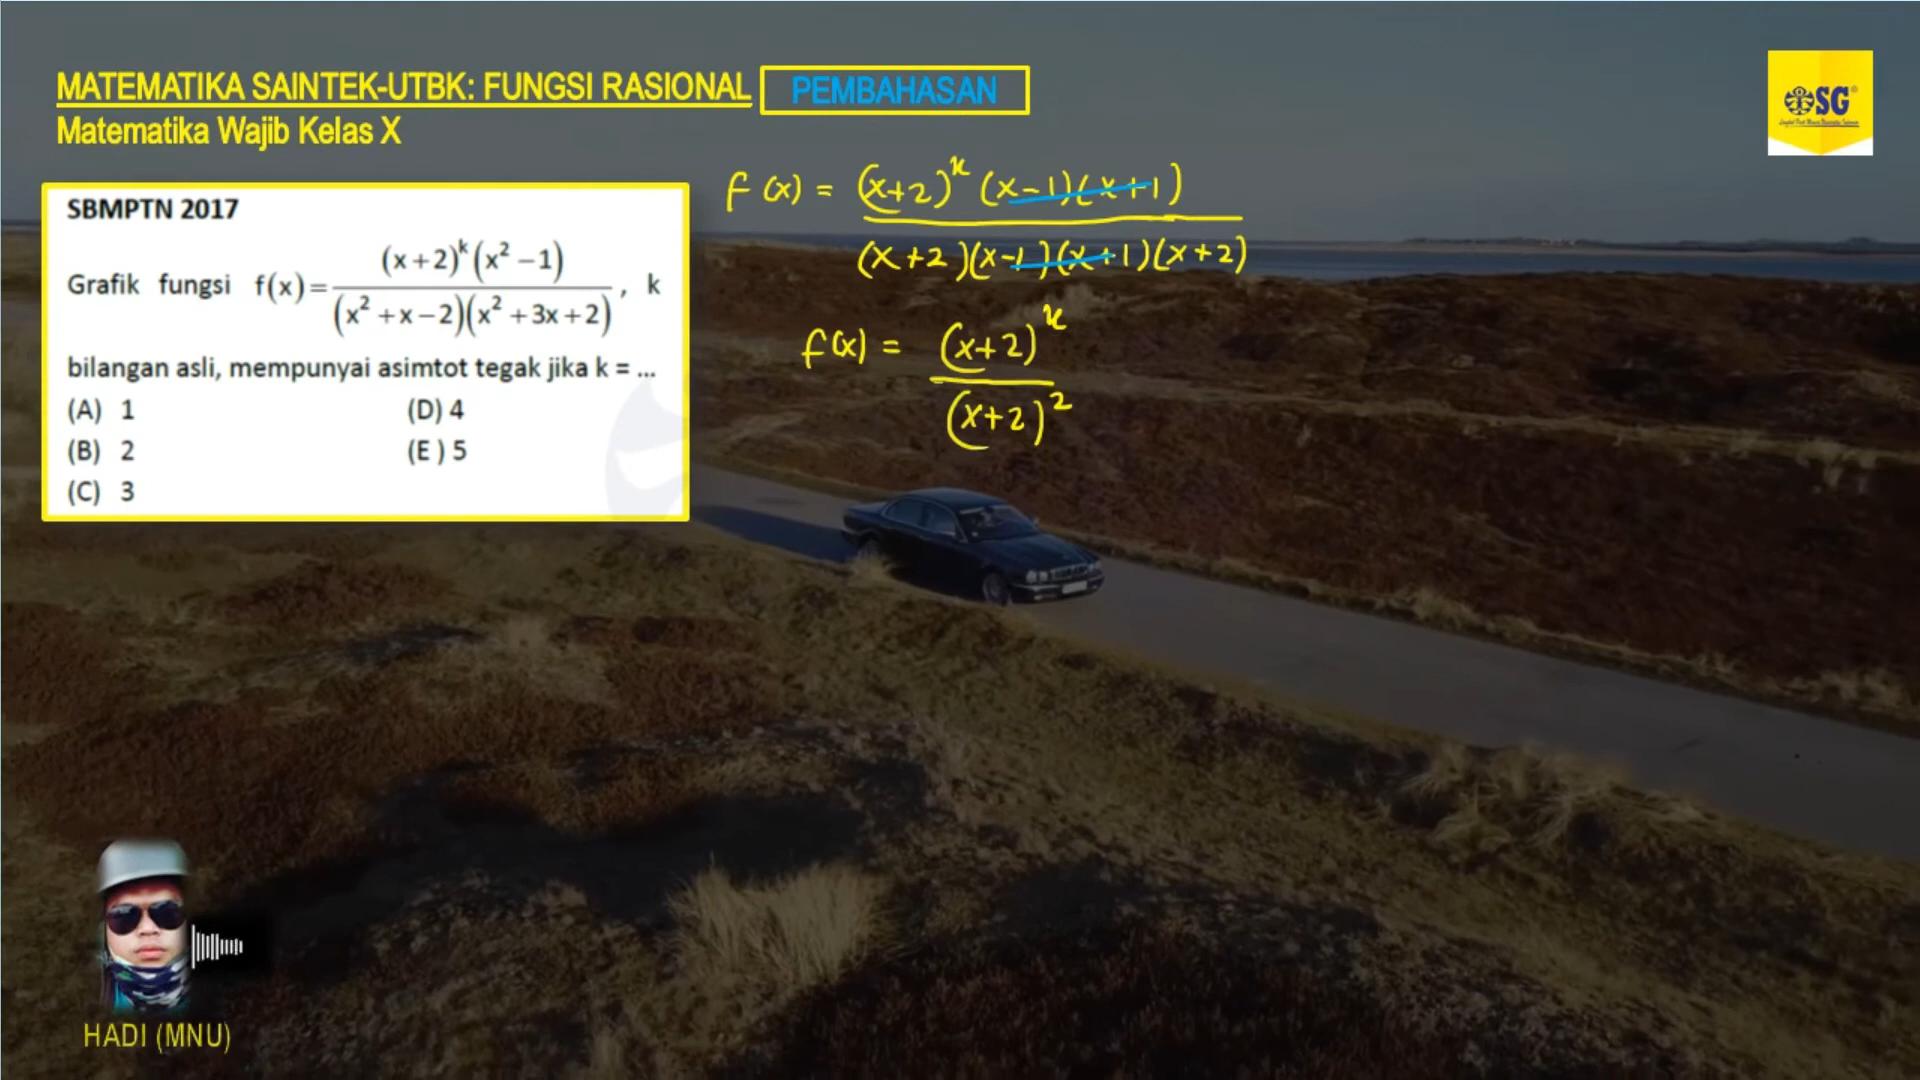 MATEMATIKA SAINTEK-UTBK: FUNGSI RASIONAL PEMBAHASAN
Matematika Wajib Kelas X
SG
SBMPTN 2017
Grafik fungsi f(x) = (x+2)^k (x² −1) / (x² +x−2)(x² +3x+2) , k
bilangan asli, mempunyai asimtot tegak jika k = ...
(A) 1 (D) 4
(B) 2 (E ) 5
(C) 3
f(x) = (x+2)^k (x-1)(x+1) / (x+2)(x-1)(x+1)(x+2)
f(x) = (x+2)^k / (x+2)²
HADI (MNU)